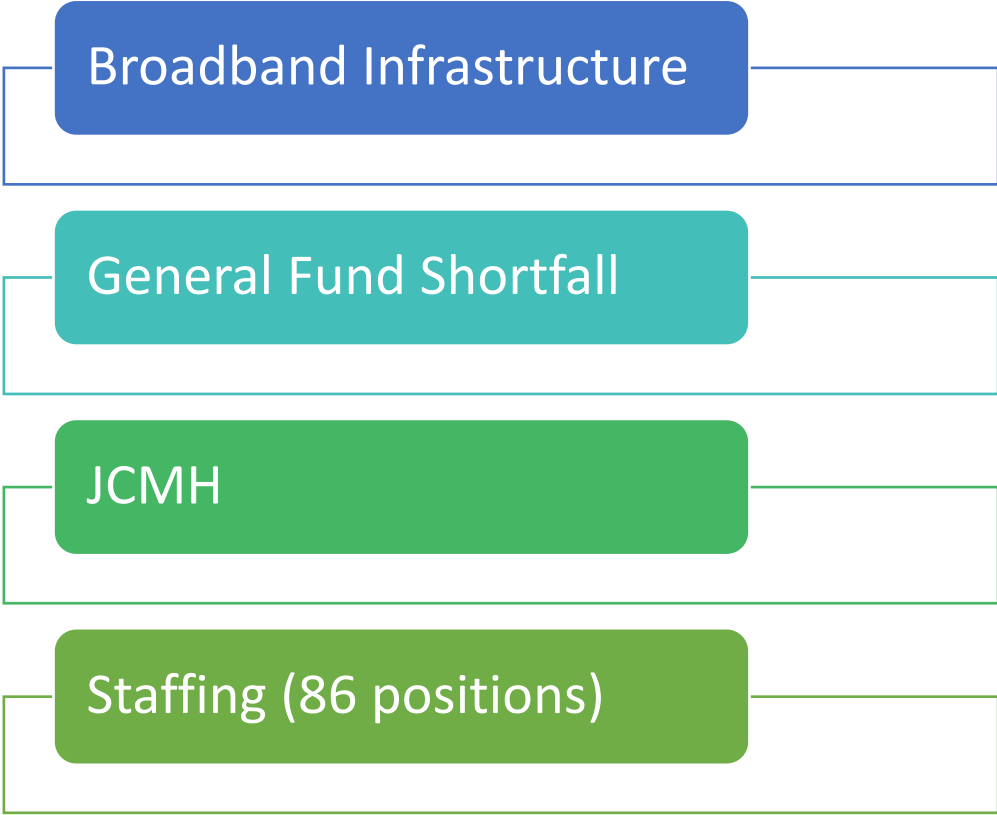 Broadband Infrastructure
General Fund Shortfall
JCMH
Staffing (86 positions)